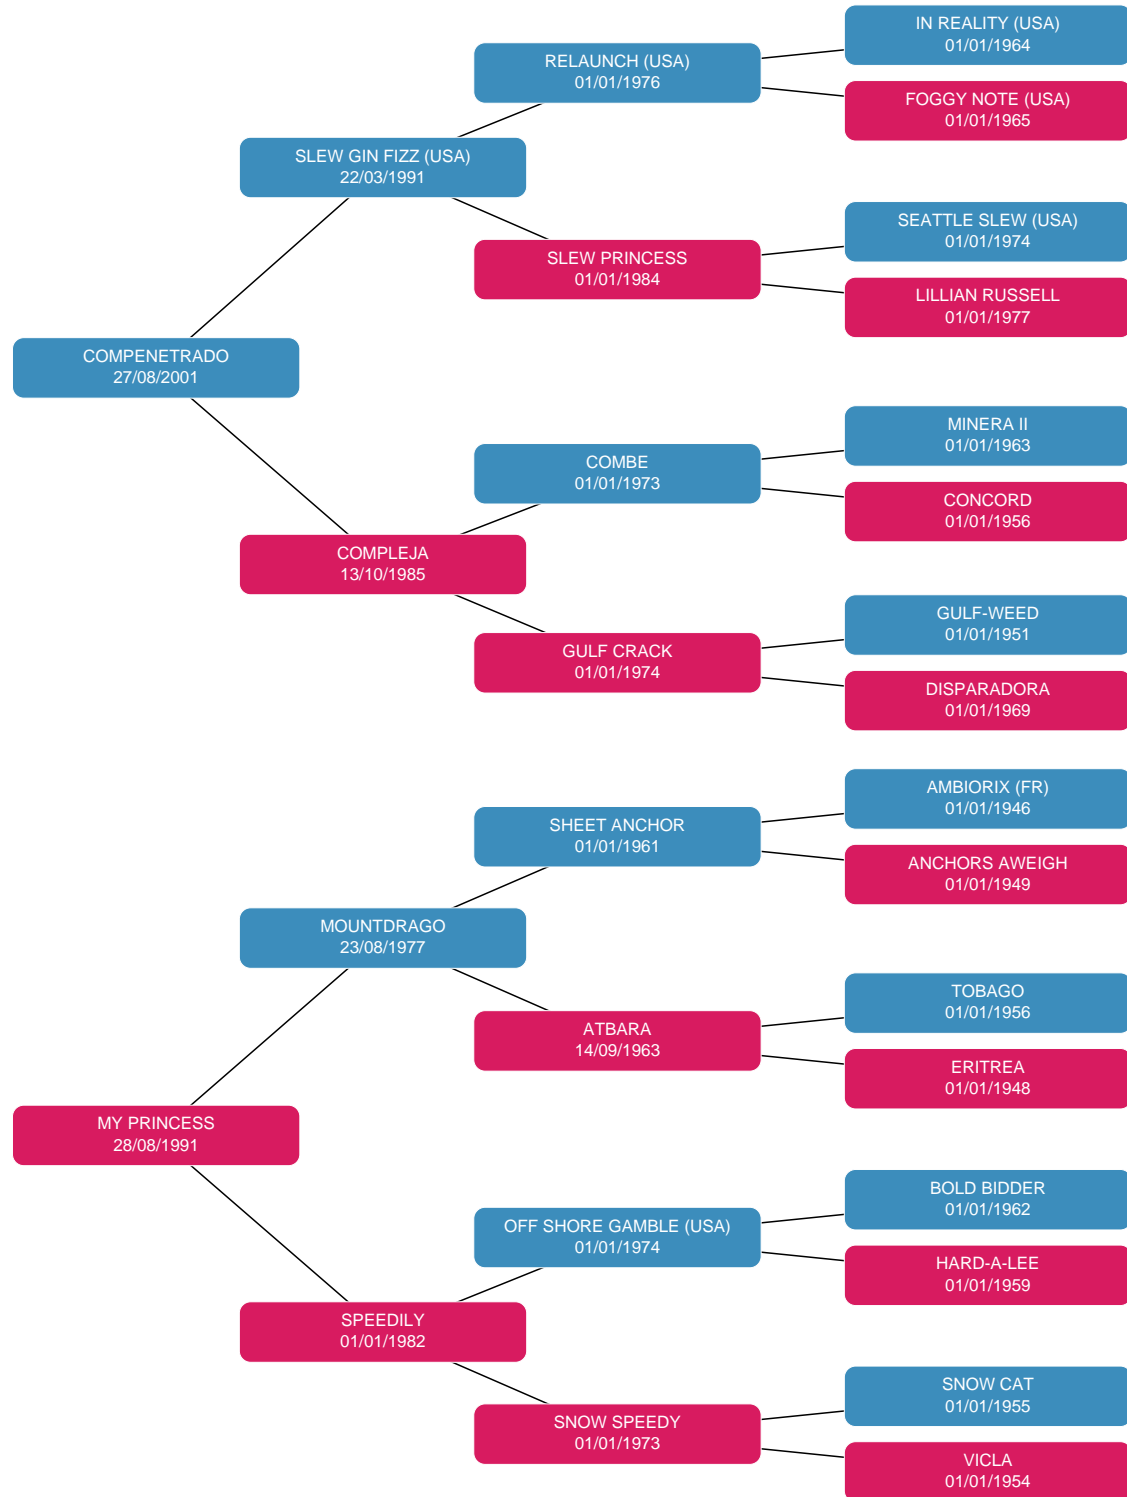 IN REALITY (USA)
01/01/1964
RELAUNCH (USA)
01/01/1976
FOGGY NOTE (USA)
01/01/1965
SLEW GIN FIZZ (USA)
22/03/1991
SEATTLE SLEW (USA)
01/01/1974
SLEW PRINCESS
01/01/1984
LILLIAN RUSSELL
01/01/1977
COMPENETRADO
27/08/2001
MINERA II
01/01/1963
COMBE
01/01/1973
CONCORD
01/01/1956
COMPLEJA
13/10/1985
GULF-WEED
01/01/1951
GULF CRACK
01/01/1974
DISPARADORA
01/01/1969
AMBIORIX (FR)
01/01/1946
SHEET ANCHOR
01/01/1961
ANCHORS AWEIGH
01/01/1949
MOUNTDRAGO
23/08/1977
TOBAGO
01/01/1956
ATBARA
14/09/1963
ERITREA
01/01/1948
MY PRINCESS
28/08/1991
BOLD BIDDER
01/01/1962
OFF SHORE GAMBLE (USA)
01/01/1974
HARD-A-LEE
01/01/1959
SPEEDILY
01/01/1982
SNOW CAT
01/01/1955
SNOW SPEEDY
01/01/1973
VICLA
01/01/1954